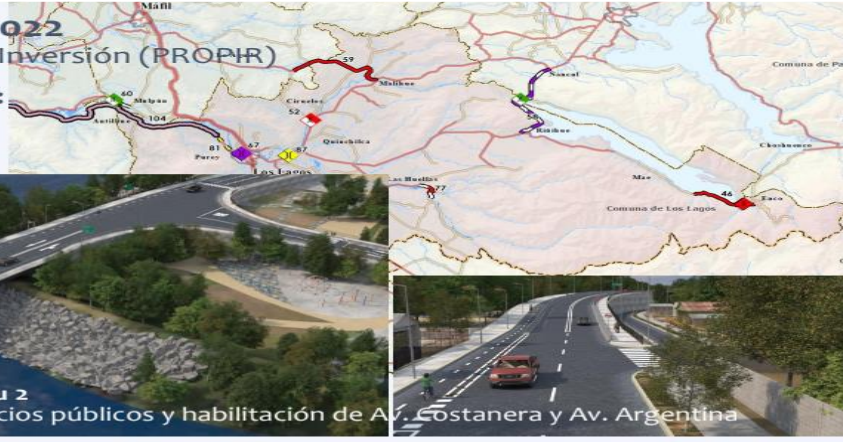 Máfil
022
Inversión (PROPIR)
59
Malihue
Nancul
Comuna de Pa
60
Malpún
Ciruelos
52
Antilhue
104
Riñihue
Choshuenco
81
67
87
Quinchilca
Purey
Los Lagos
Las Huellas
77
Mae
46
Enco
Comuna de Los Lagos
u 2
cios públicos y habilitación de Av. Costanera y Av. Argentina